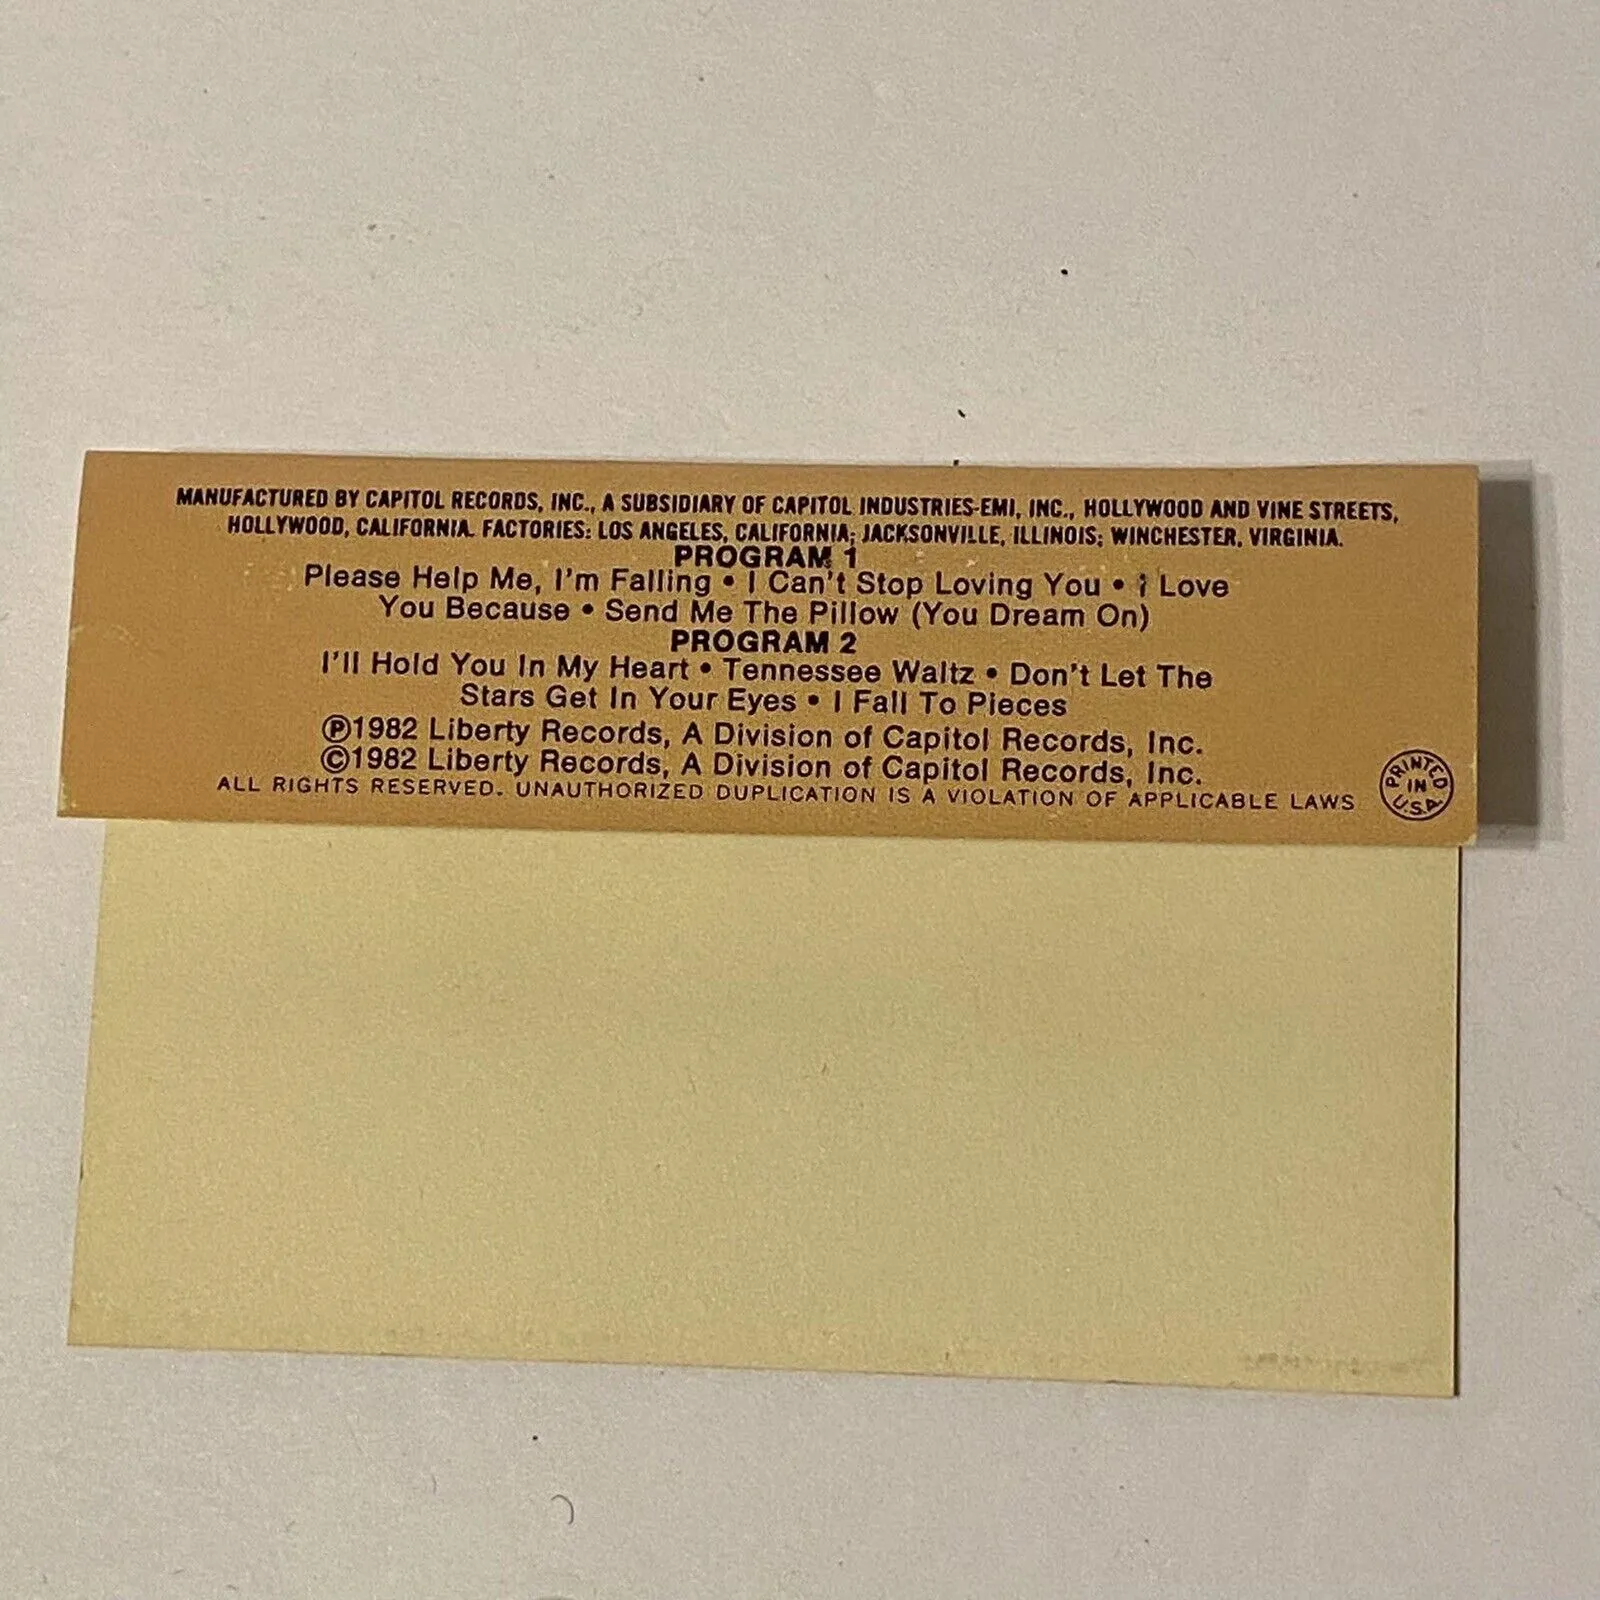 MANUFACTURED BY CAPITOL RECORDS, INC., A SUBSIDIARY OF CAPITOL INDUSTRIES-EMI, INC., HOLLYWOOD AND VINE STREETS,
HOLLYWOOD, CALIFORNIA. FACTORIES: LOS ANGELES, CALIFORNIA; JACKSONVILLE, ILLINOIS; WINCHESTER, VIRGINIA.
PROGRAM 1
Please Help Me, I'm Falling • I Can't Stop Loving You • I Love
You Because • Send Me The Pillow (You Dream On)
PROGRAM 2
I'll Hold You In My Heart • Tennessee Waltz • Don't Let The
Stars Get In Your Eyes • I Fall To Pieces
℗1982 Liberty Records, A Division of Capitol Records, Inc.
©1982 Liberty Records, A Division of Capitol Records, Inc.
ALL RIGHTS RESERVED. UNAUTHORIZED DUPLICATION IS A VIOLATION OF APPLICABLE LAWS
PRINTED
IN
U.S.A.